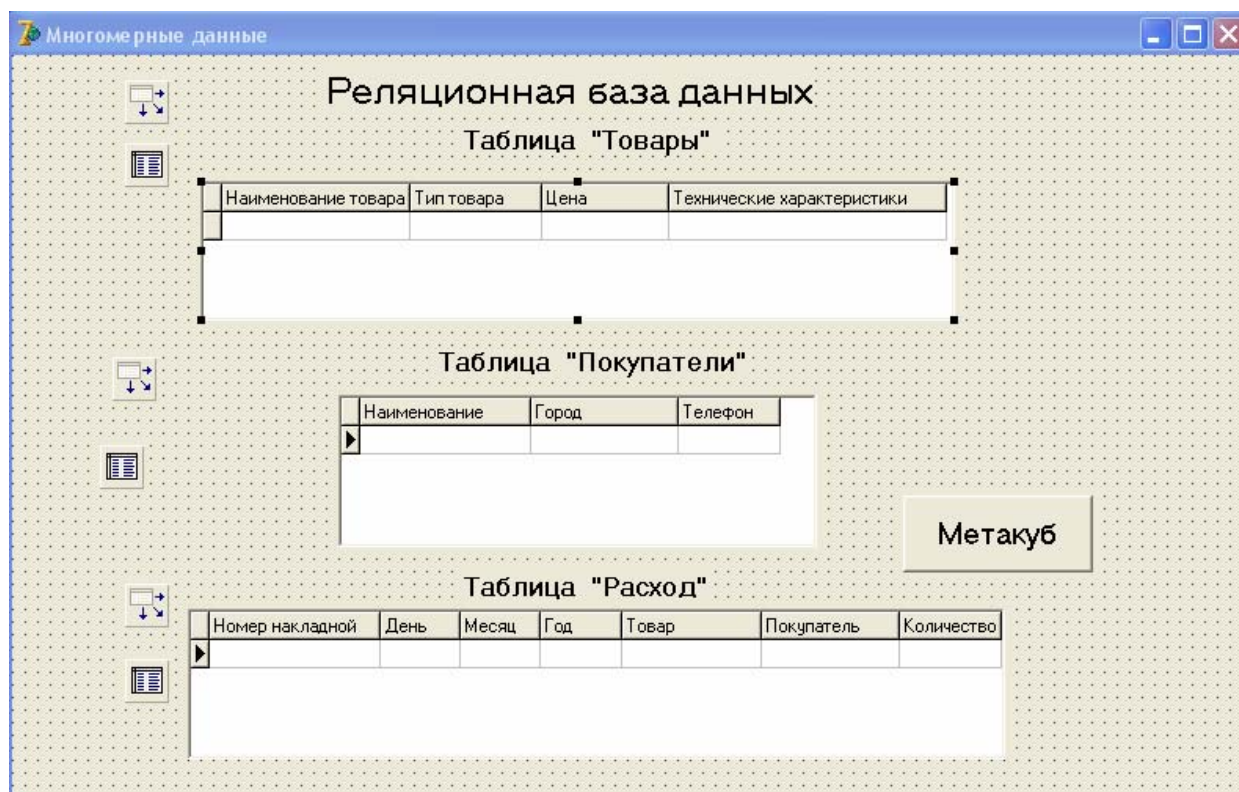 Многомерные данные
Реляционная база данных
Таблица "Товары"
Наименование товара Тип товара Цена Технические характеристики
Таблица "Покупатели"
Наименование Город Телефон
Метакуб
Таблица "Расход"
Номер накладной День Месяц Год Товар Покупатель Количество